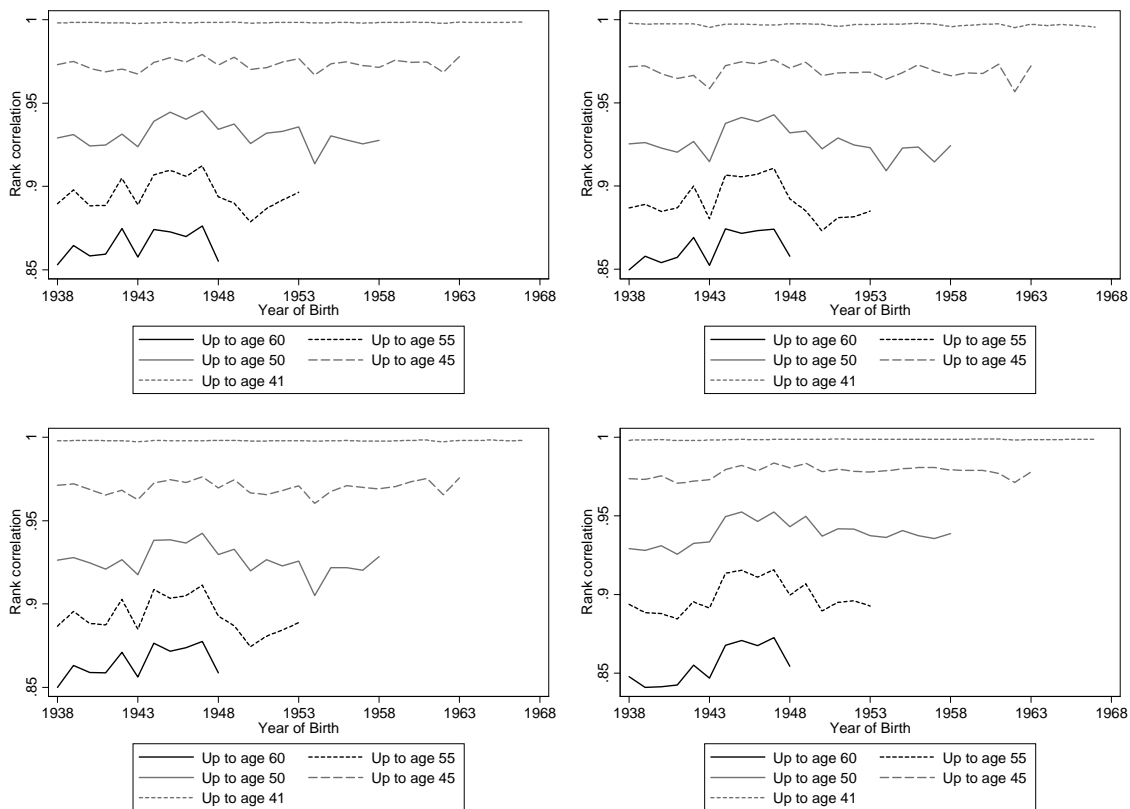 1
.95
.9
.85
Rank correlation
1938 1943 1948 1953 1958 1963 1968
Year of Birth
Up to age 60 Up to age 55
Up to age 50 Up to age 45
Up to age 41
1
.95
.9
.85
Rank correlation
1938 1943 1948 1953 1958 1963 1968
Year of Birth
Up to age 60 Up to age 55
Up to age 50 Up to age 45
Up to age 41
1
.95
.9
.85
Rank correlation
1938 1943 1948 1953 1958 1963 1968
Year of Birth
Up to age 60 Up to age 55
Up to age 50 Up to age 45
Up to age 41
1
.95
.9
.85
Rank correlation
1938 1943 1948 1953 1958 1963 1968
Year of Birth
Up to age 60 Up to age 55
Up to age 50 Up to age 45
Up to age 41